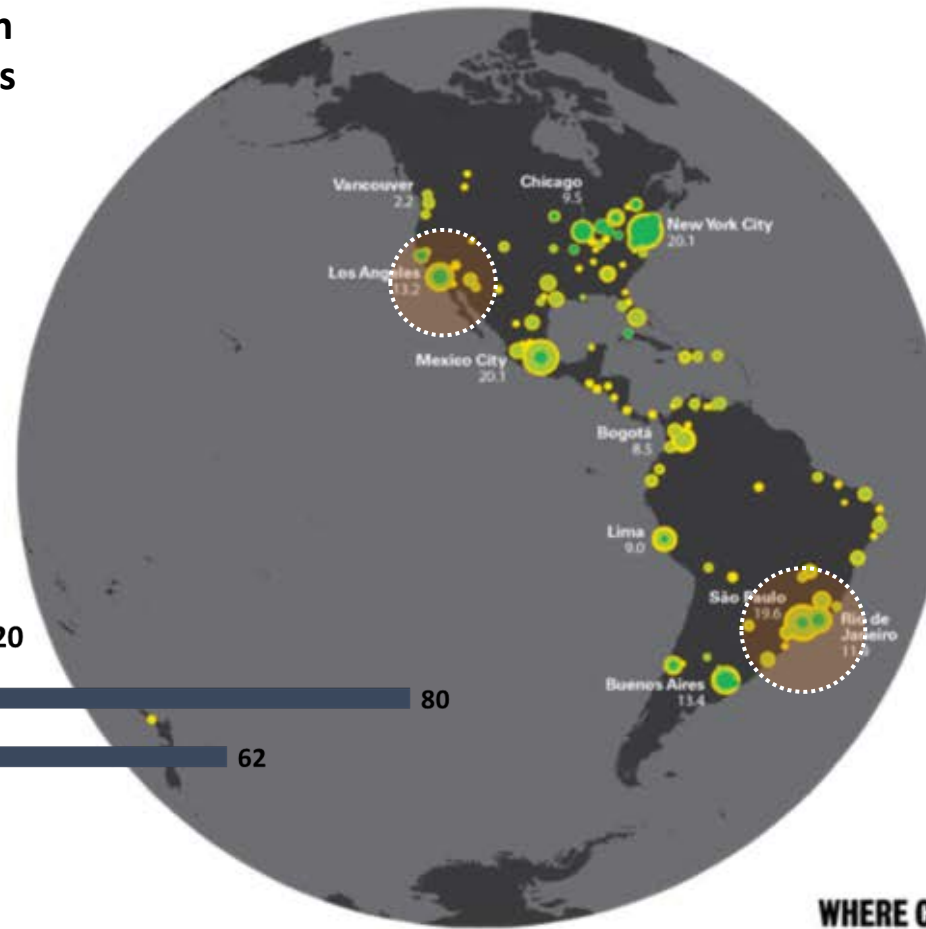 Vancouver
2.2
Chicago
9.5
New York City
20.1
Los Angeles
13.2
Mexico City
20.1
Bogotá
8.5
Lima
9.0
São Paulo
19.6
Rio de
Janeiro
Buenos Aires
13.4
20
80
62
WHERE